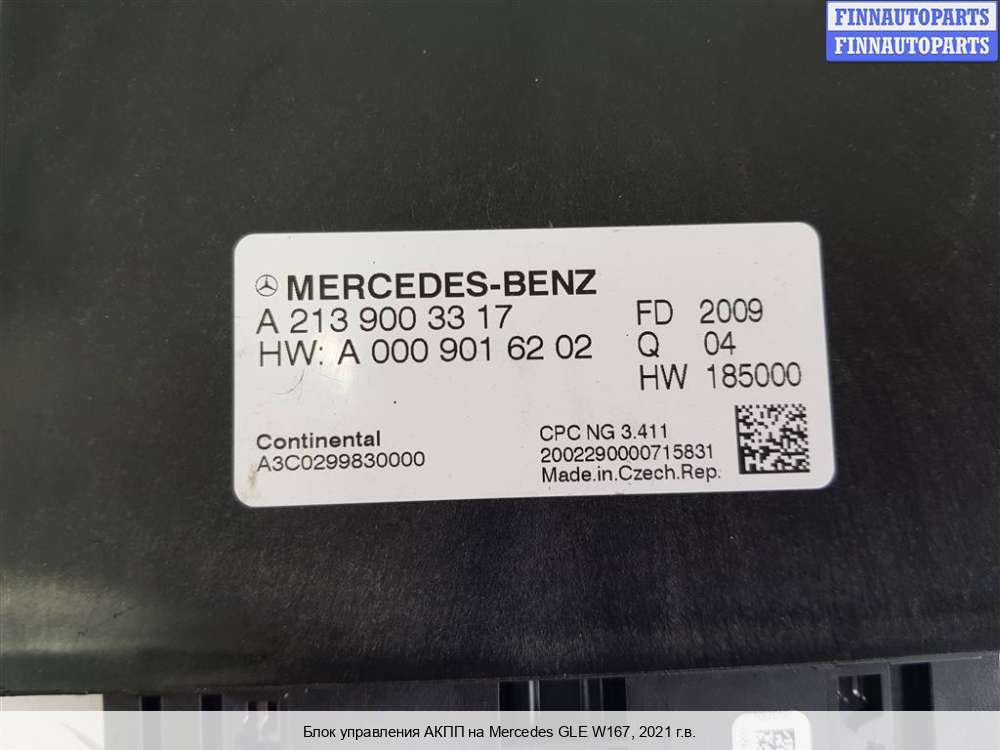 FINNAUTOPARTS
FINNAUTOPARTS
MERCEDES-BENZ
A 213 900 33 17
HW: A 000 901 62 02
FD 2009
Q 04
HW 185000
Continental
A3C0299830000
CPC NG 3.411
2002290000715831
Made.in.Czech.Rep.
Блок управления АКПП на Mercedes GLE W167, 2021 г.в.